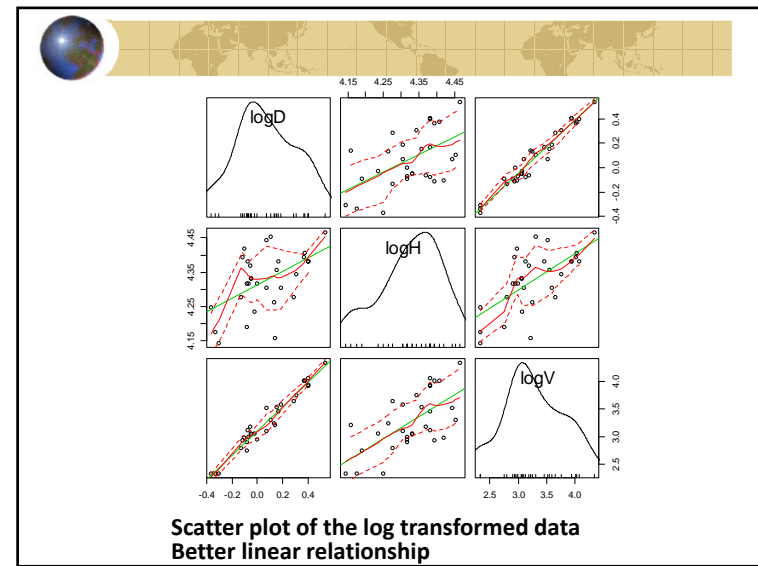 4.15 4.25 4.35 4.45
logD
-0.4 -0.2 0.0 0.2 0.4
4.15 4.25 4.35 4.45
logH
logV
2.5 3.0 3.5 4.0
-0.4 -0.2 0.0 0.2 0.4
2.5 3.0 3.5 4.0
Scatter plot of the log transformed data
Better linear relationship